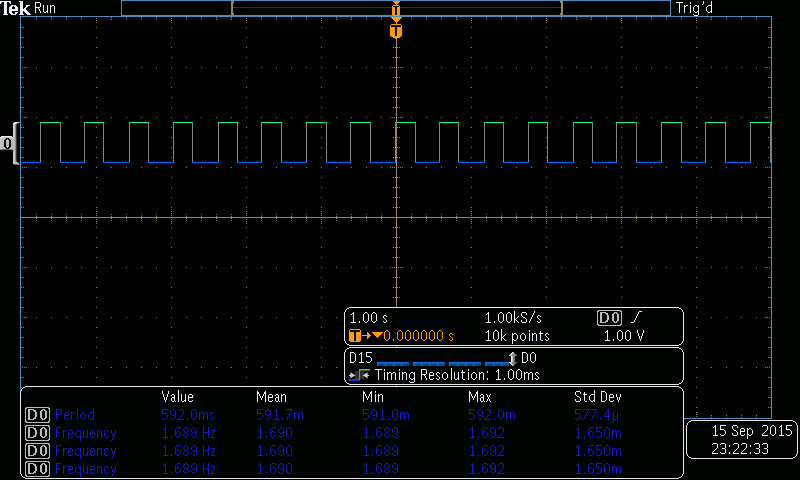 Tek Run Trig'd
T
T
0
1.00 s 1.00kS/s D0
T 0.000000 s 10k points 1.00 V
D15 D0
Timing Resolution: 1.00ms
Value Mean Min Max Std Dev
D0 Period 592.0ms 591.7m 591.0m 592.0m 577.4µ
D0 Frequency 1.689 Hz 1.690 1.689 1.692 1.650m
D0 Frequency 1.689 Hz 1.690 1.689 1.692 1.650m
D0 Frequency 1.689 Hz 1.690 1.689 1.692 1.650m
15 Sep 2015
23:22:33